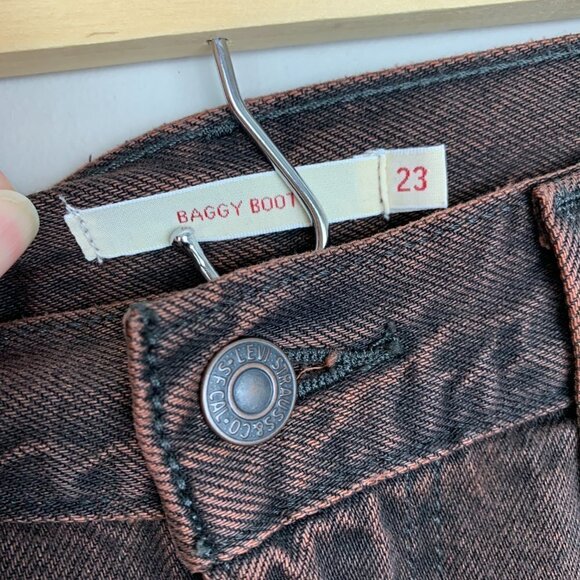 BAGGY BOOT
23
LEVI STRAUSS & CO. S.F. CAL.